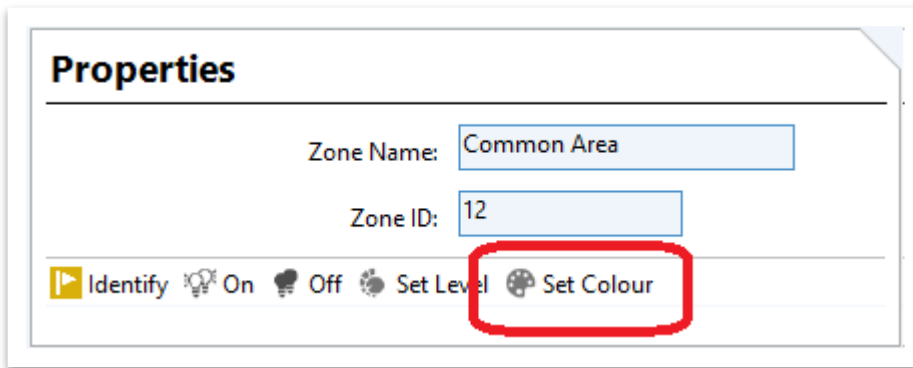 Properties
Zone Name: Common Area
Zone ID: 12
Identify On Off Set Level Set Colour